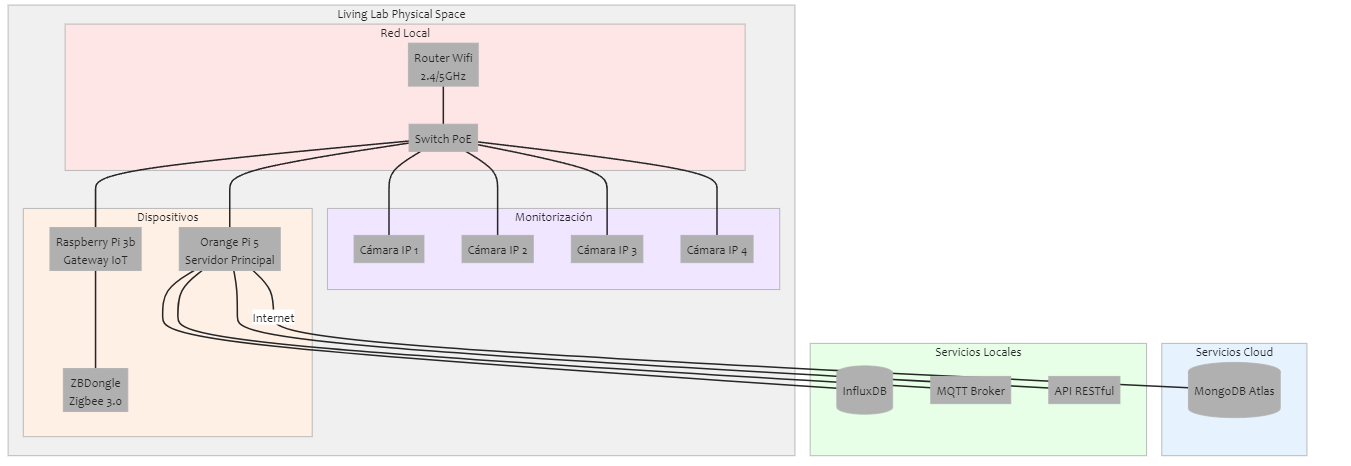 Living Lab Physical Space
Red Local
Router Wifi
2.4/5GHz
Switch PoE
Dispositivos
Raspberry Pi 3b
Gateway IoT
Orange Pi 5
Servidor Principal
Monitorización
Cámara IP 1
Cámara IP 2
Cámara IP 3
Cámara IP 4
Internet
ZBDongle
Zigbee 3.0
Servicios Locales
InfluxDB
MQTT Broker
API RESTful
Servicios Cloud
MongoDB Atlas